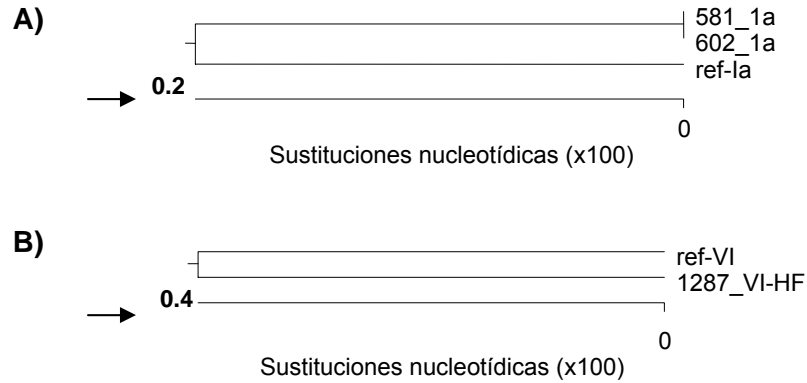 A)
581_1a
602_1a
ref-Ia
0.2
0
Sustituciones nucleotídicas (x100)
B)
ref-VI
1287_VI-HF
0.4
0
Sustituciones nucleotídicas (x100)